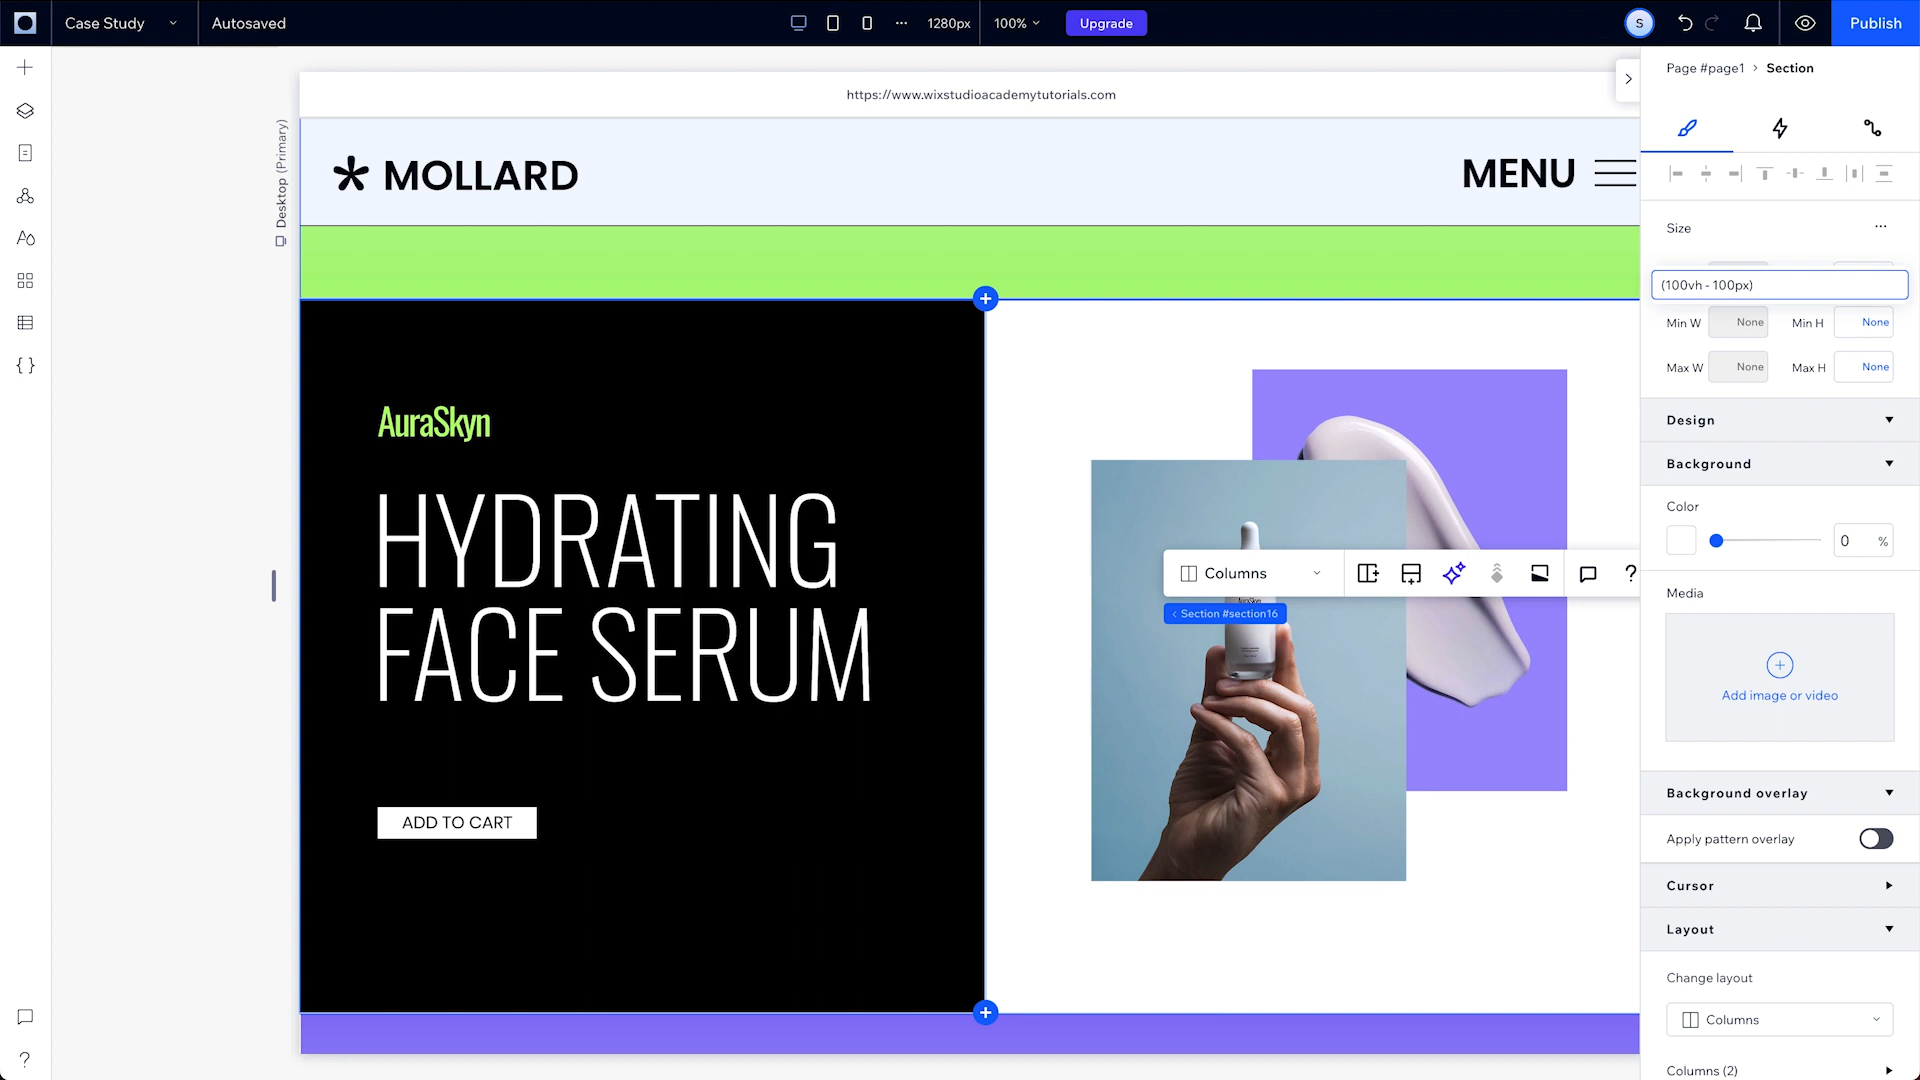 Case Study
Autosaved
1280px
100%
Upgrade
S
Publish
https://www.wixstudioacademytutorials.com
Desktop (Primary)
MOLLARD
MENU
AuraSkyn
HYDRATING
FACE SERUM
ADD TO CART
Columns
?
< Section #section16
?
Page #page1 > Section
Size
(100vh - 100px)
Min W None Min H None
Max W None Max H None
Design
Background
Color
0 %
Media
Add image or video
Background overlay
Apply pattern overlay
Cursor
Layout
Change layout
Columns
Columns (2)